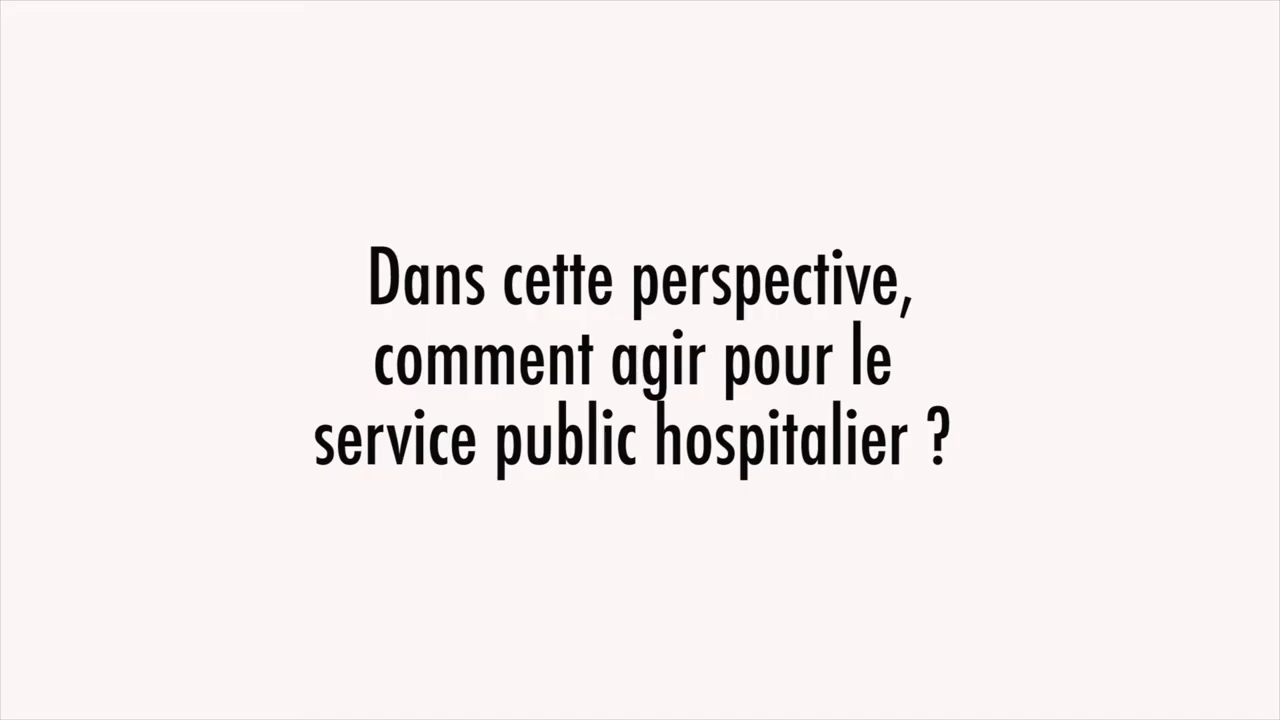 Dans cette perspective,
comment agir pour le
service public hospitalier ?